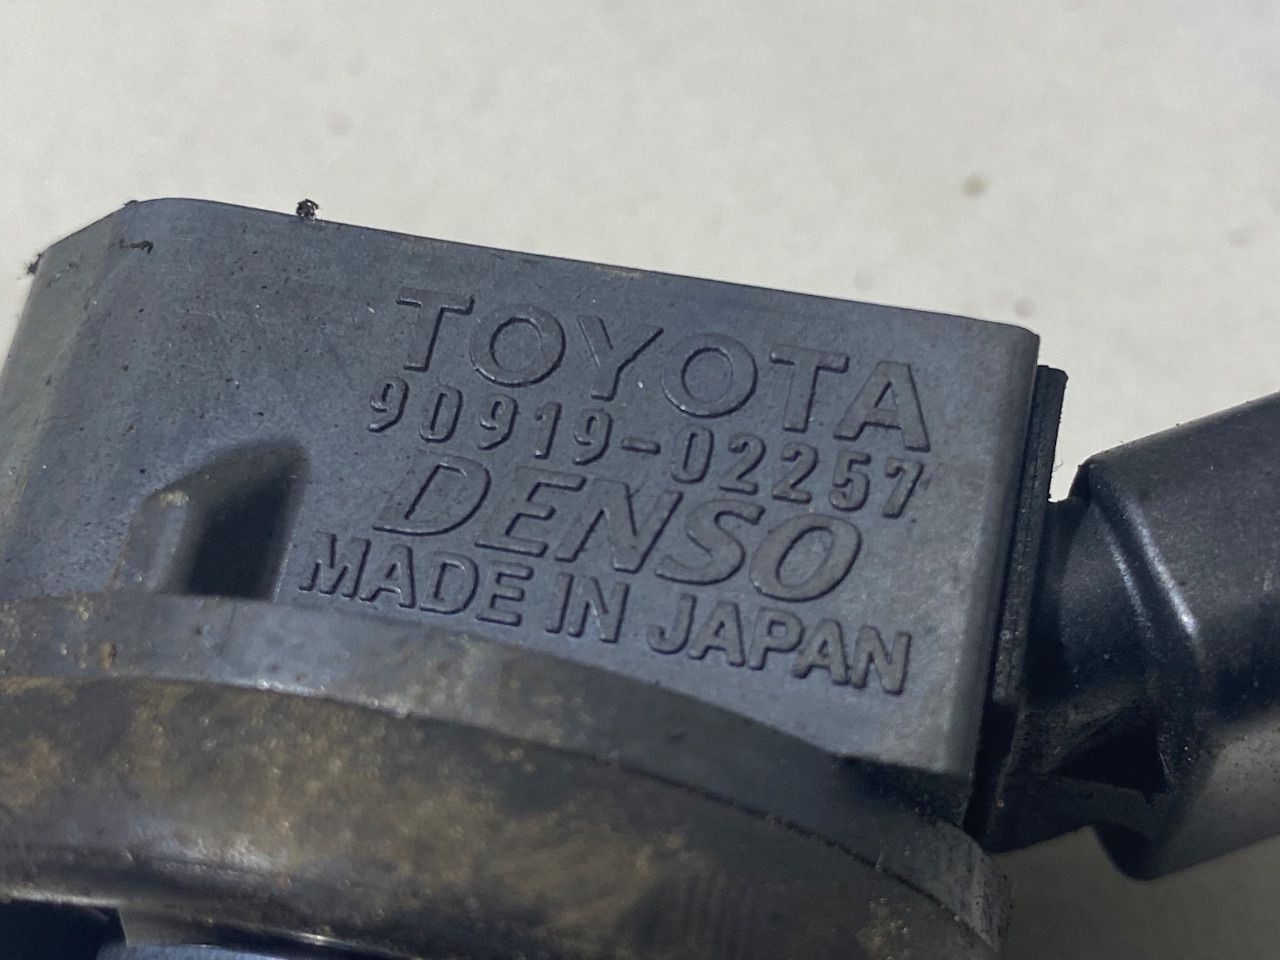 TOYOTA
90919-02257
DENSO
MADE IN JAPAN